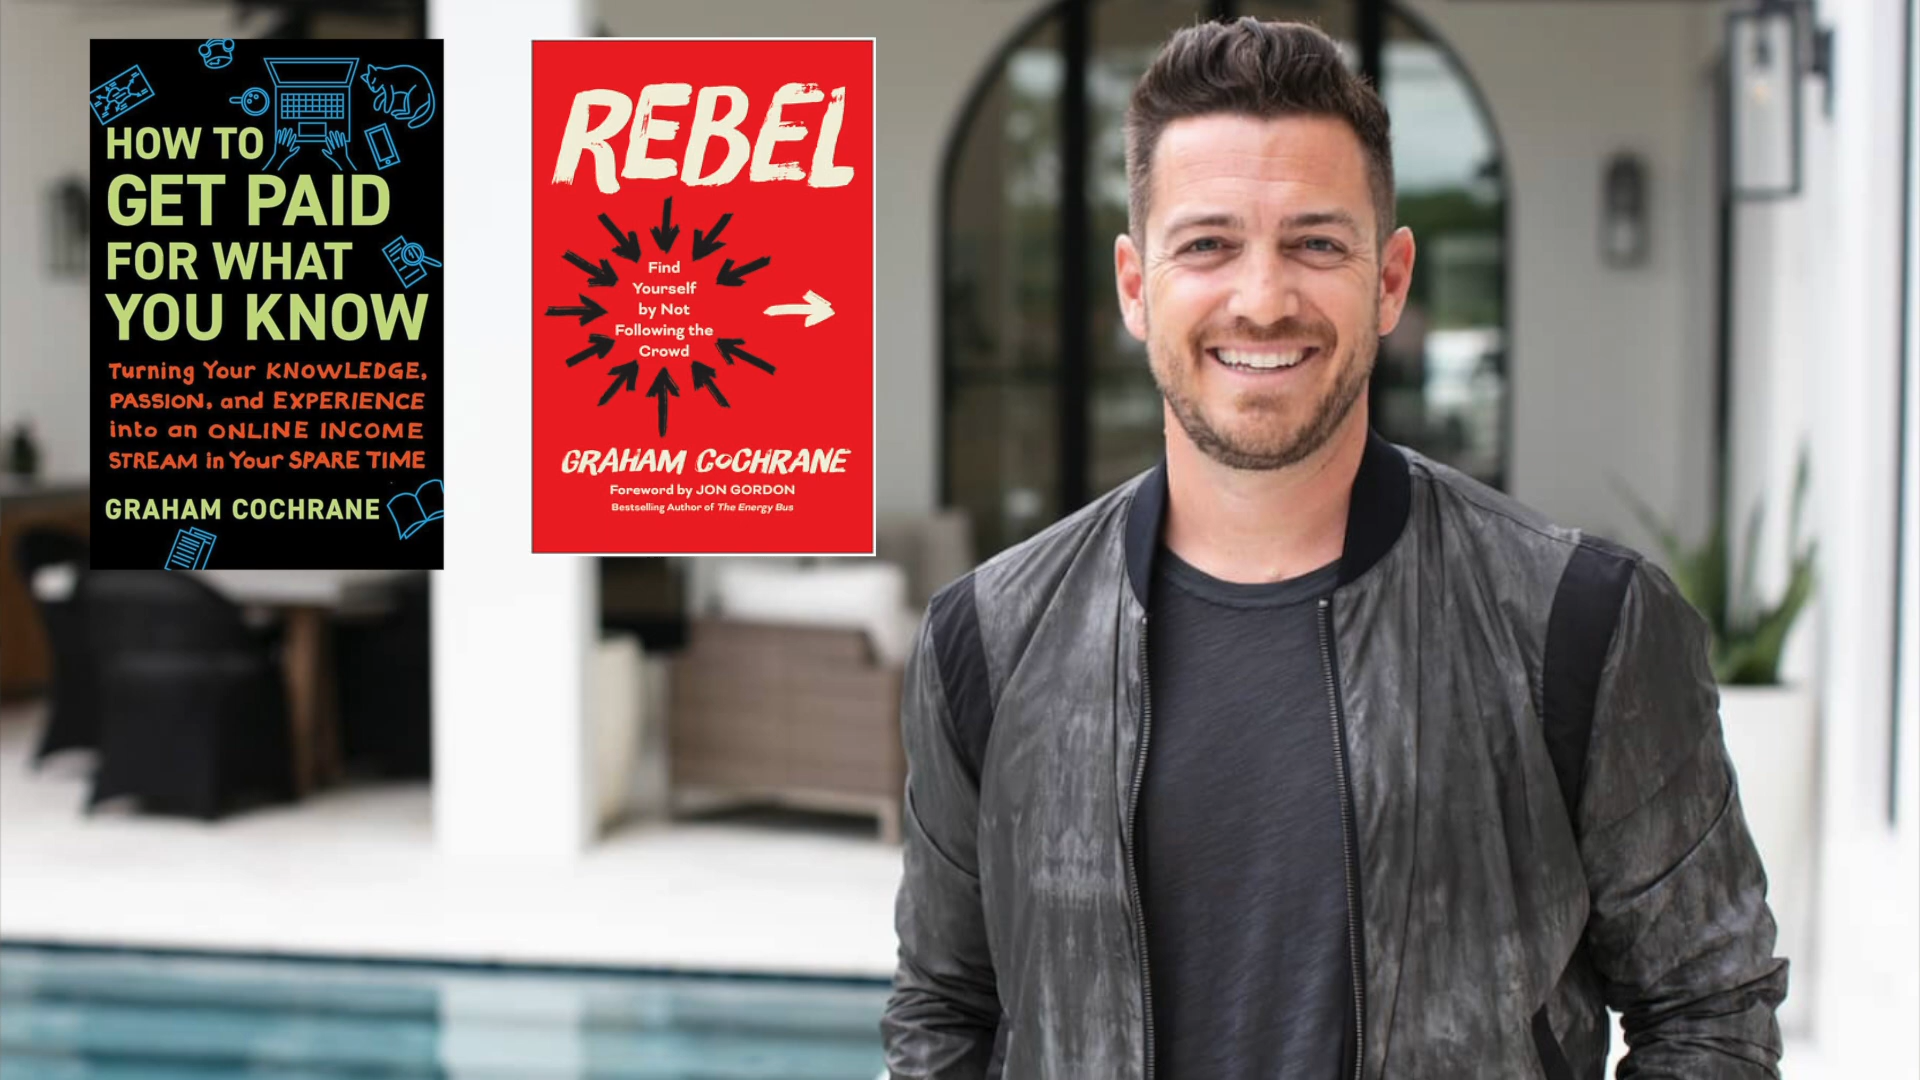 HOW TO
GET PAID
FOR WHAT
YOU KNOW
Turning Your KNOWLEDGE,
PASSION, and EXPERIENCE
into an ONLINE INCOME
STREAM in Your SPARE TIME
GRAHAM COCHRANE
REBEL
Find
Yourself
by Not
Following the
Crowd
GRAHAM COCHRANE
Foreword by JON GORDON
Bestselling Author of The Energy Bus